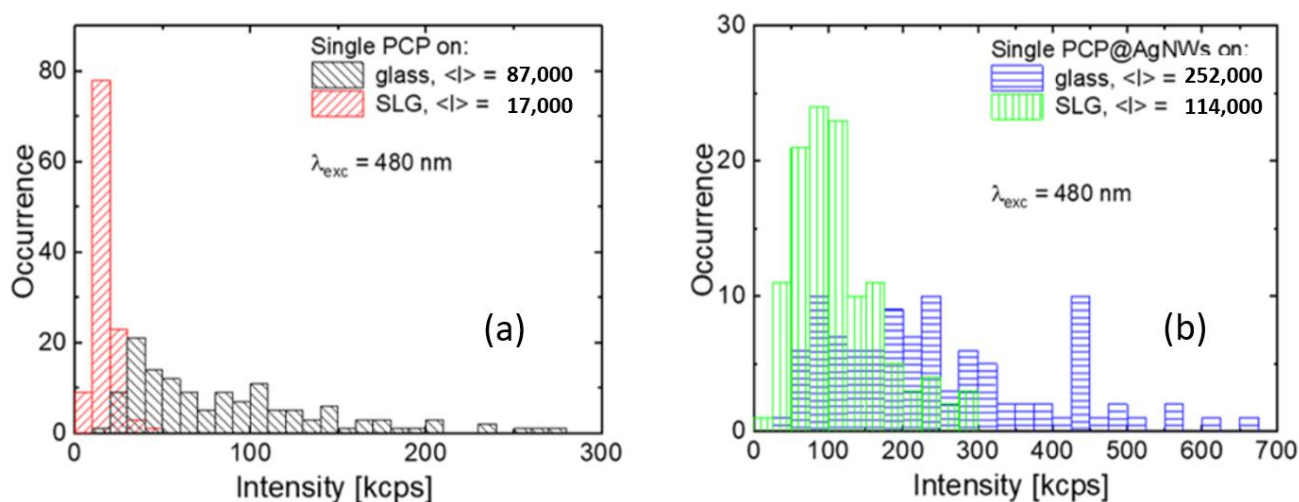 Single PCP on:
glass, <I> = 87,000
SLG, <I> = 17,000
λexc = 480 nm
80
60
40
20
0
Occurrence
(a)
0 100 200 300
Intensity [kcps]
Single PCP@AgNWs on:
glass, <I> = 252,000
SLG, <I> = 114,000
λexc = 480 nm
30
20
10
0
Occurrence
(b)
0 100 200 300 400 500 600 700
Intensity [kcps]